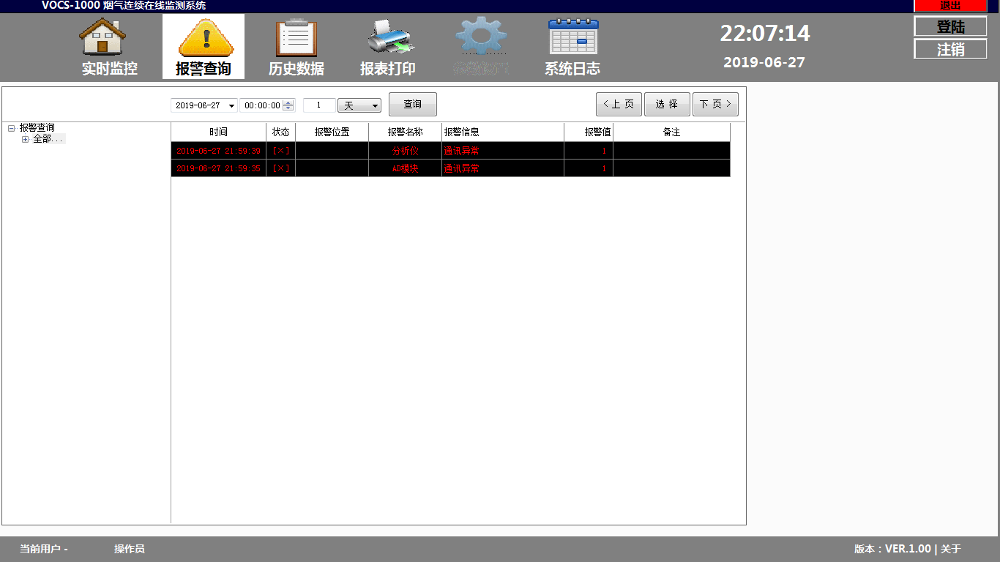 VOCS-1000 烟气连续在线监测系统
退出
登陆
注销
22:07:14
2019-06-27
实时监控
报警查询
历史数据
报表打印
系统日志
2019-06-27
00:00:00
1
天
查询
< 上 页
选 择
下 页 >
报警查询
全部...
时间 状态 报警位置 报警名称 报警信息 报警值 备注
2019-06-27 21:59:39 [×] 分析仪 通讯异常 1
2019-06-27 21:59:35 [×] AD模块 通讯异常 1
当前用户 - 操作员
版本：VER.1.00 | 关于